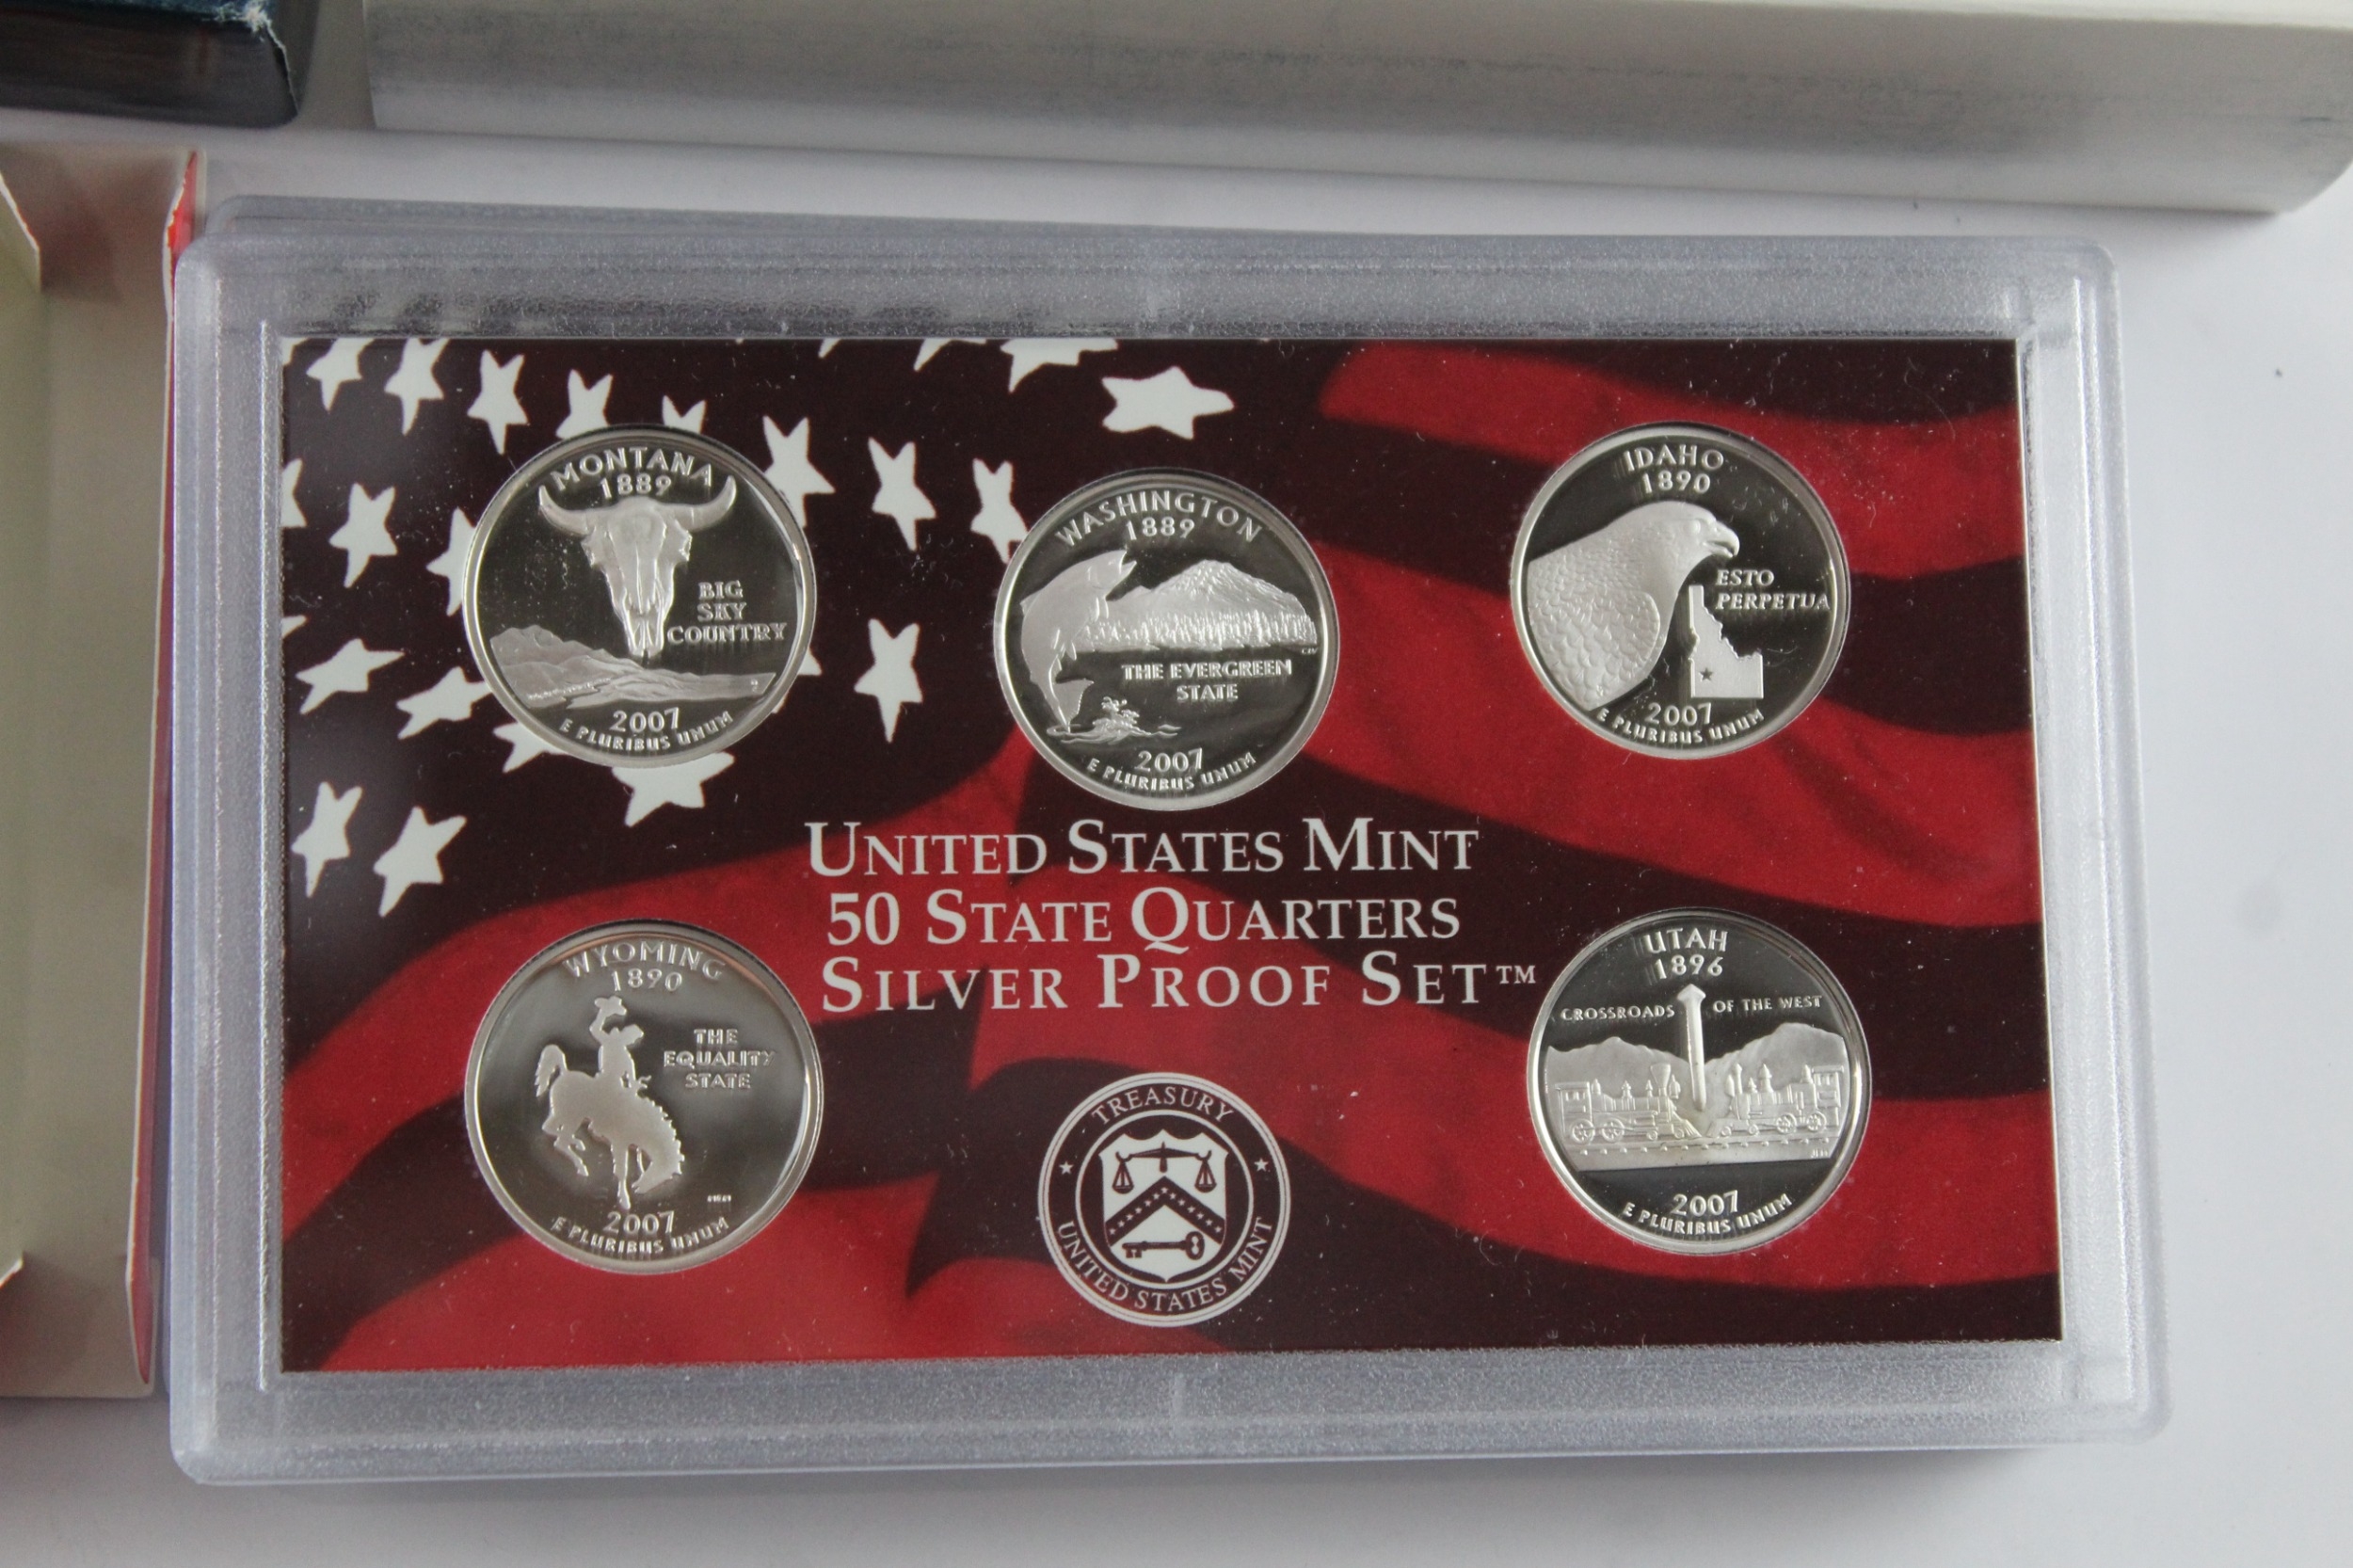 MONTANA
1889
BIG
SKY
COUNTRY
2007
E PLURIBUS UNUM
WASHINGTON
1889
THE EVERGREEN
STATE
2007
E PLURIBUS UNUM
IDAHO
1890
ESTO
PERPETUA
2007
E PLURIBUS UNUM
UNITED STATES MINT
50 STATE QUARTERS
SILVER PROOF SET™
WYOMING
1890
THE
EQUALITY
STATE
2007
E PLURIBUS UNUM
UTAH
1896
CROSSROADS OF THE WEST
2007
E PLURIBUS UNUM
TREASURY
UNITED STATES MINT